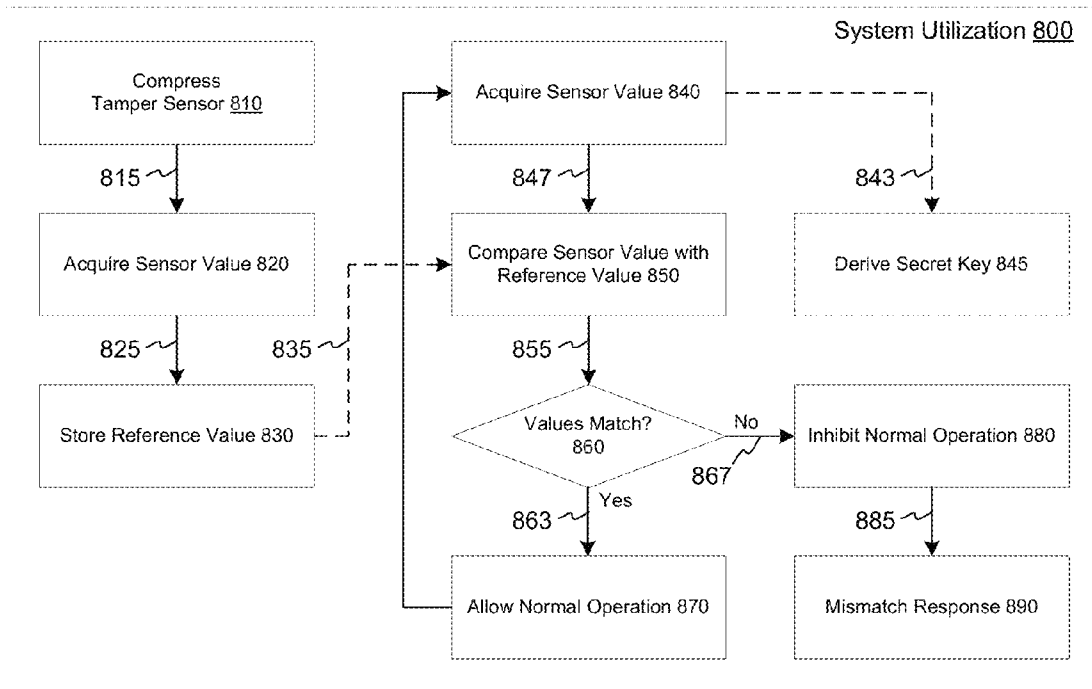 System Utilization 800
Compress
Tamper Sensor 810
815
Acquire Sensor Value 820
825
Store Reference Value 830
835
Acquire Sensor Value 840
847
843
Compare Sensor Value with
Reference Value 850
Derive Secret Key 845
855
Values Match?
860
No
867
Yes
863
Inhibit Normal Operation 880
885
Allow Normal Operation 870
Mismatch Response 890